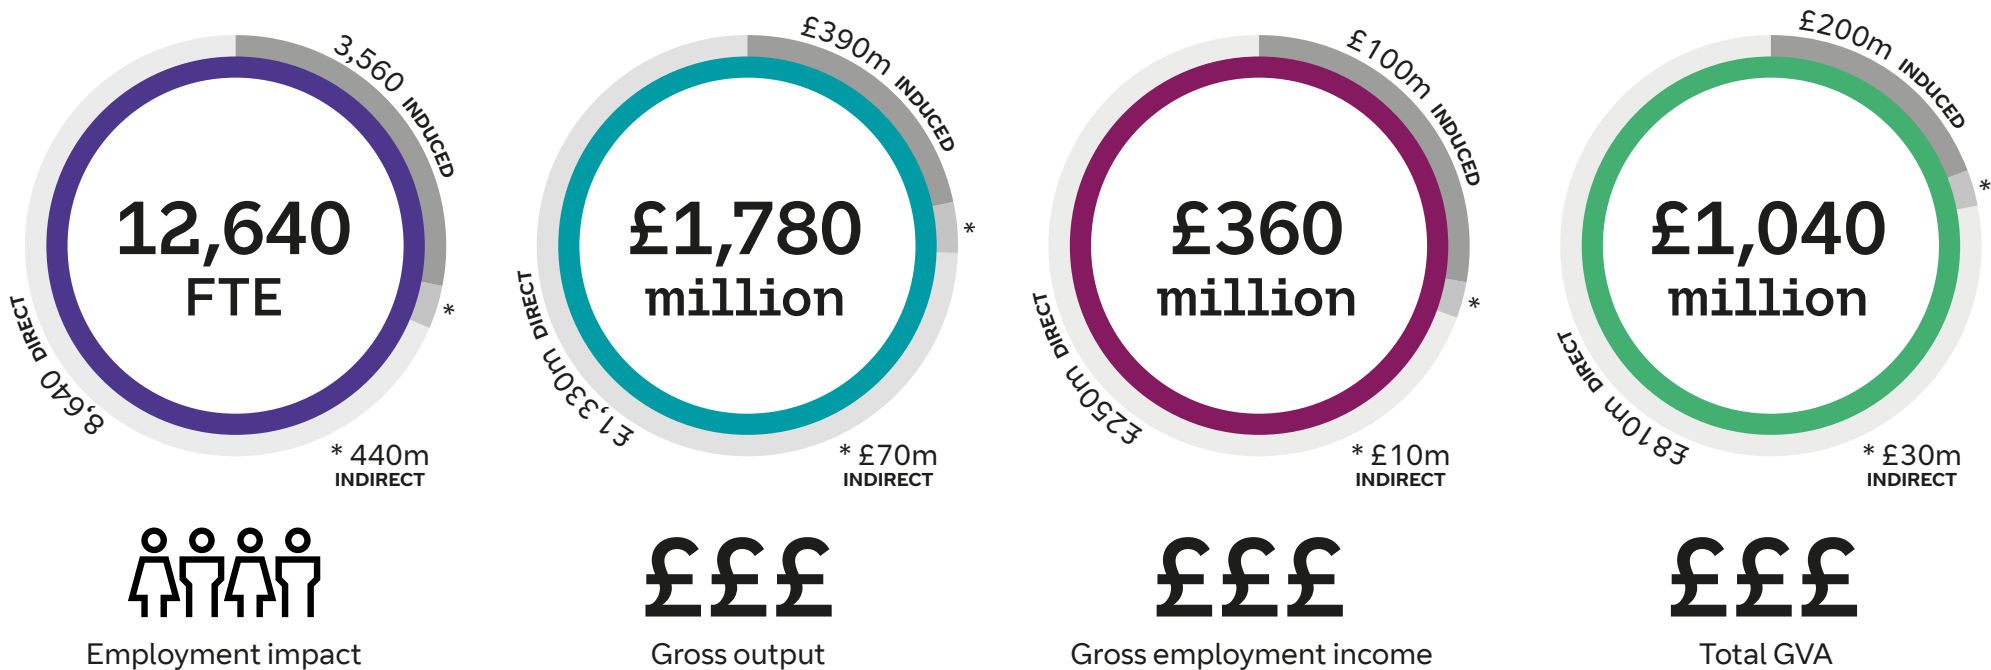 3,560 INDUCED
12,640
FTE
8,640 DIRECT
*
* 440m
INDIRECT
Employment impact
£390m INDUCED
£1,780
million
£1,330m DIRECT
*
* £70m
INDIRECT
£££
Gross output
£100m INDUCED
£360
million
£250m DIRECT
*
* £10m
INDIRECT
£££
Gross employment income
£200m INDUCED
£1,040
million
£810m DIRECT
*
* £30m
INDIRECT
£££
Total GVA